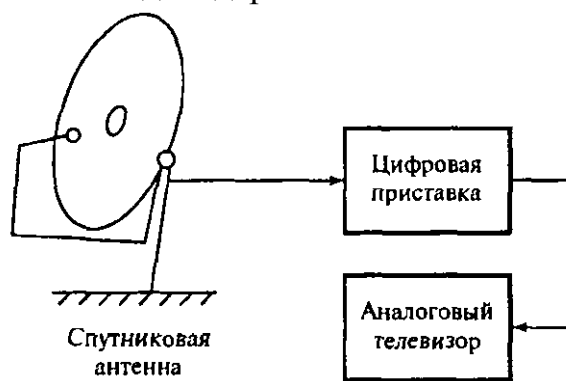 Цифровая
приставка
Аналоговый
телевизор
Спутниковая
антенна